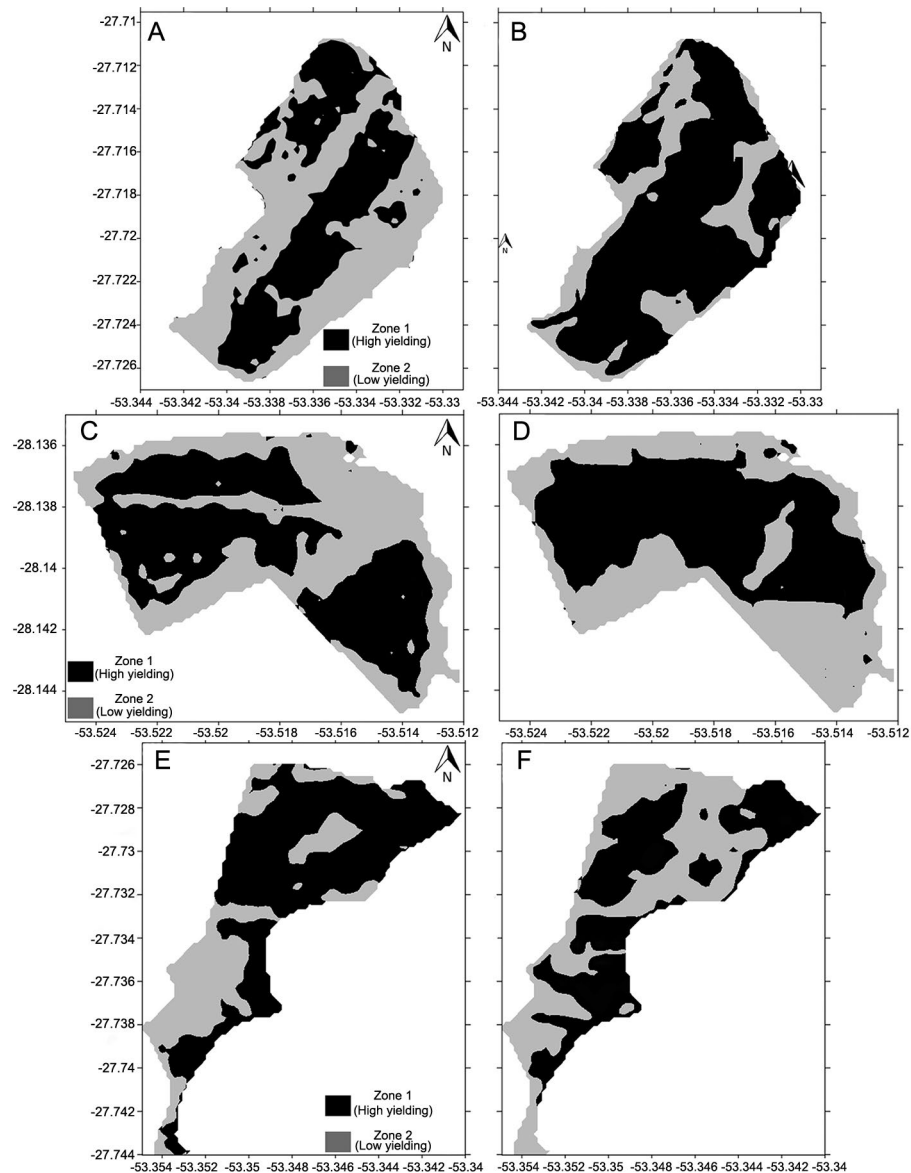 A
B
N
-27.71
-27.712
-27.714
-27.716
-27.718
-27.72
-27.722
-27.724
-27.726
N
Zone 1
(High yielding)
Zone 2
(Low yielding)
-53.344 -53.342 -53.34 -53.338 -53.336 -53.334 -53.332 -53.33
-53.344 -53.342 -53.34 -53.338 -53.336 -53.334 -53.332 -53.33
C
D
N
-28.136
-28.138
-28.14
-28.142
-28.144
Zone 1
(High yielding)
Zone 2
(Low yielding)
-53.524 -53.522 -53.52 -53.518 -53.516 -53.514 -53.512
-53.524 -53.522 -53.52 -53.518 -53.516 -53.514 -53.512
E
F
N
-27.726
-27.728
-27.73
-27.732
-27.734
-27.736
-27.738
-27.74
-27.742
-27.744
Zone 1
(High yielding)
Zone 2
(Low yielding)
-53.354 -53.352 -53.35 -53.348 -53.346 -53.344 -53.342 -53.34
-53.354 -53.352 -53.35 -53.348 -53.346 -53.344 -53.342 -53.34